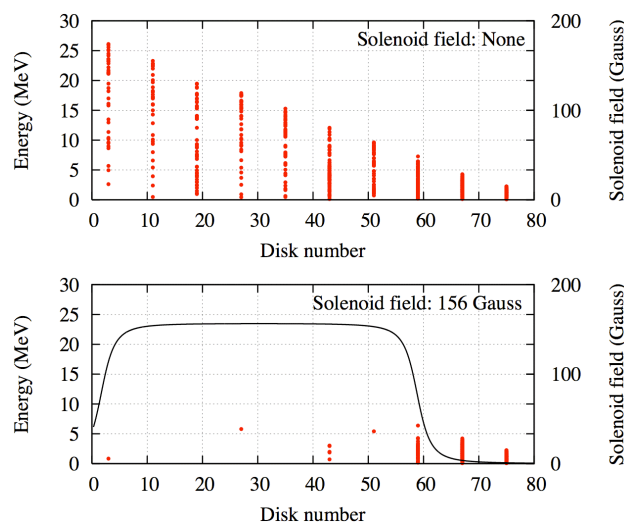 Solenoid field: None
Energy (MeV)
30
25
20
15
10
5
0
0 10 20 30 40 50 60 70 80
Disk number
200
100
0
Solenoid field (Gauss)
Solenoid field: 156 Gauss
Energy (MeV)
30
25
20
15
10
5
0
0 10 20 30 40 50 60 70 80
Disk number
200
100
0
Solenoid field (Gauss)